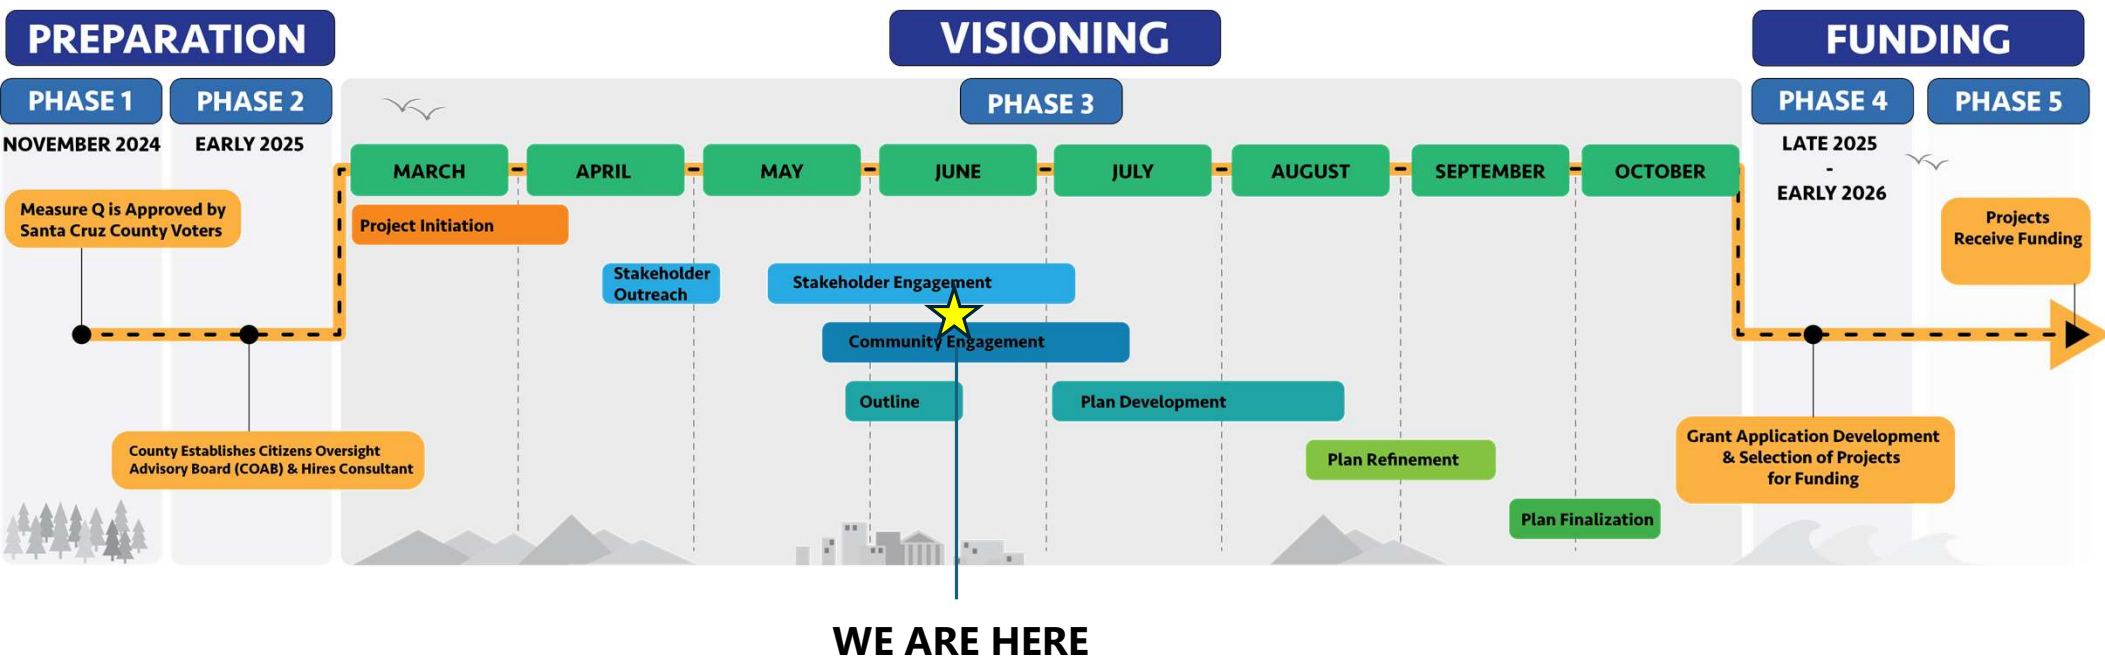 PREPARATION
VISIONING
FUNDING
PHASE 1
PHASE 2
PHASE 3
PHASE 4
PHASE 5
NOVEMBER 2024
EARLY 2025
LATE 2025
-
EARLY 2026
MARCH
APRIL
MAY
JUNE
JULY
AUGUST
SEPTEMBER
OCTOBER
Measure Q is Approved by
Santa Cruz County Voters
County Establishes Citizens Oversight
Advisory Board (COAB) & Hires Consultant
Project Initiation
Stakeholder
Outreach
Stakeholder Engagement
Community Engagement
Outline
Plan Development
Plan Refinement
Plan Finalization
Grant Application Development
& Selection of Projects
for Funding
Projects
Receive Funding
WE ARE HERE